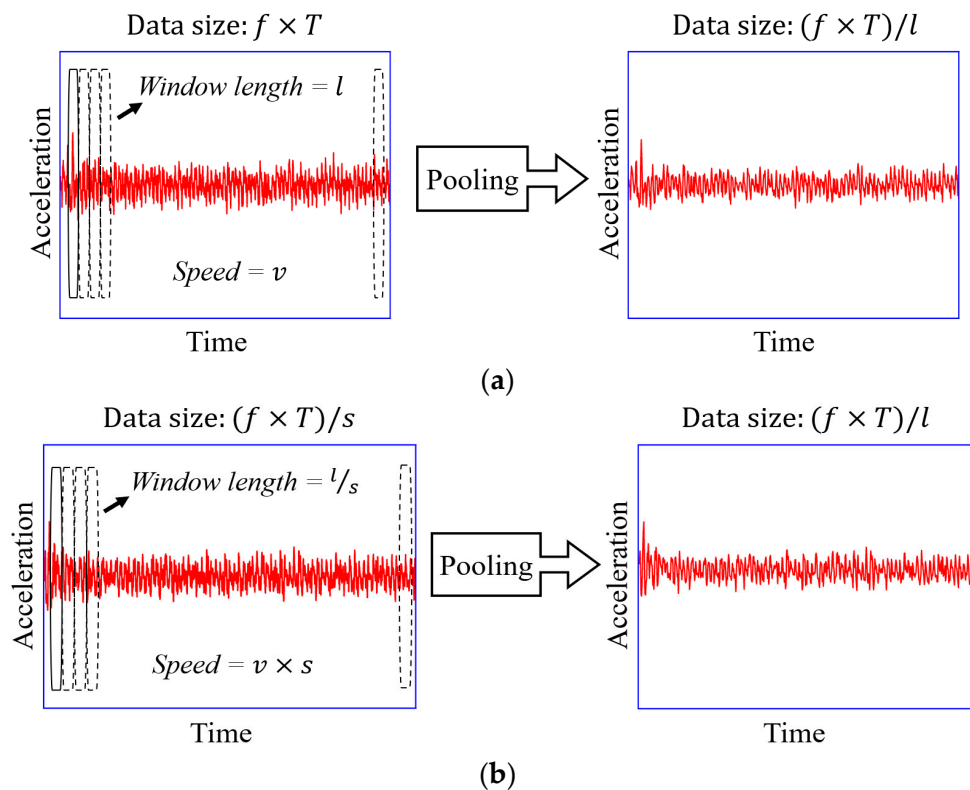 Data size: f × T
Data size: (f × T)/l
Acceleration
Window length = l
Speed = v
Pooling
Acceleration
Time
Time
(a)
Data size: (f × T)/s
Data size: (f × T)/l
Acceleration
Window length = l/s
Speed = v × s
Pooling
Acceleration
Time
Time
(b)